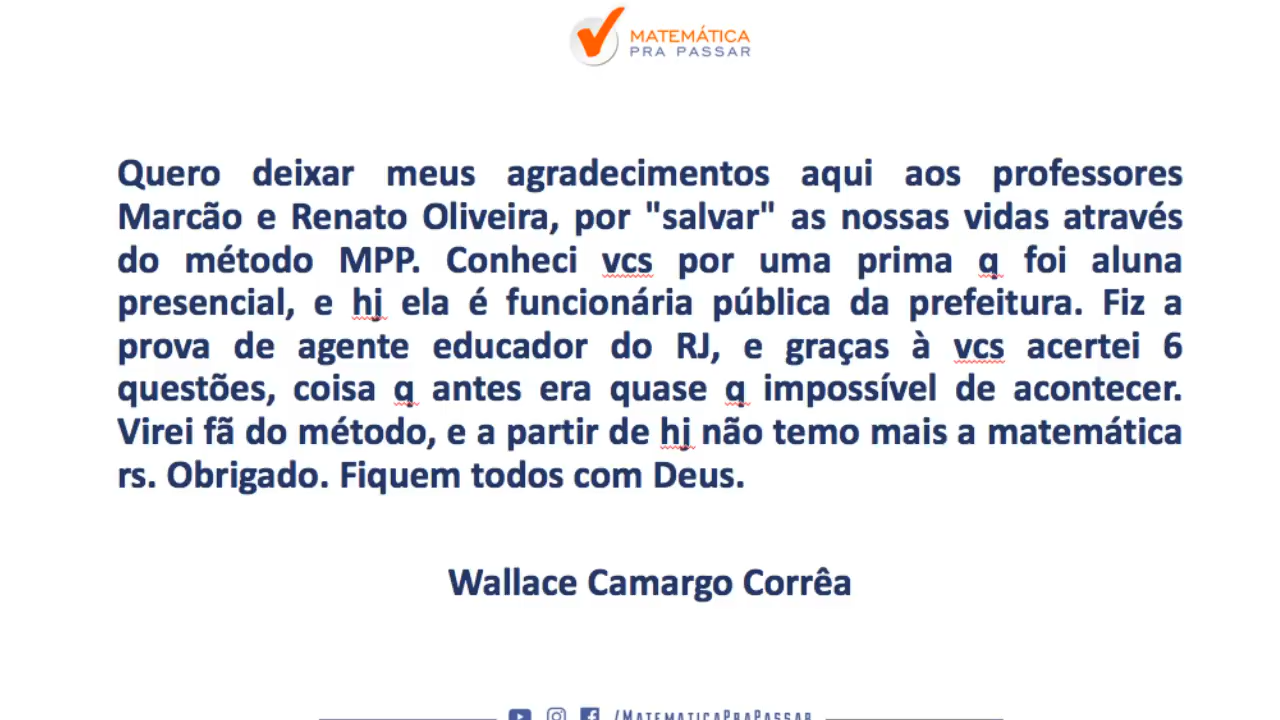 MATEMÁTICA
PRA PASSAR
Quero deixar meus agradecimentos aqui aos professores
Marcão e Renato Oliveira, por "salvar" as nossas vidas através
do método MPP. Conheci vcs por uma prima q foi aluna
presencial, e hj ela é funcionária pública da prefeitura. Fiz a
prova de agente educador do RJ, e graças à vcs acertei 6
questões, coisa q antes era quase q impossível de acontecer.
Virei fã do método, e a partir de hj não temo mais a matemática
rs. Obrigado. Fiquem todos com Deus.
Wallace Camargo Corrêa
/MATEMATICAPRAPASSAR